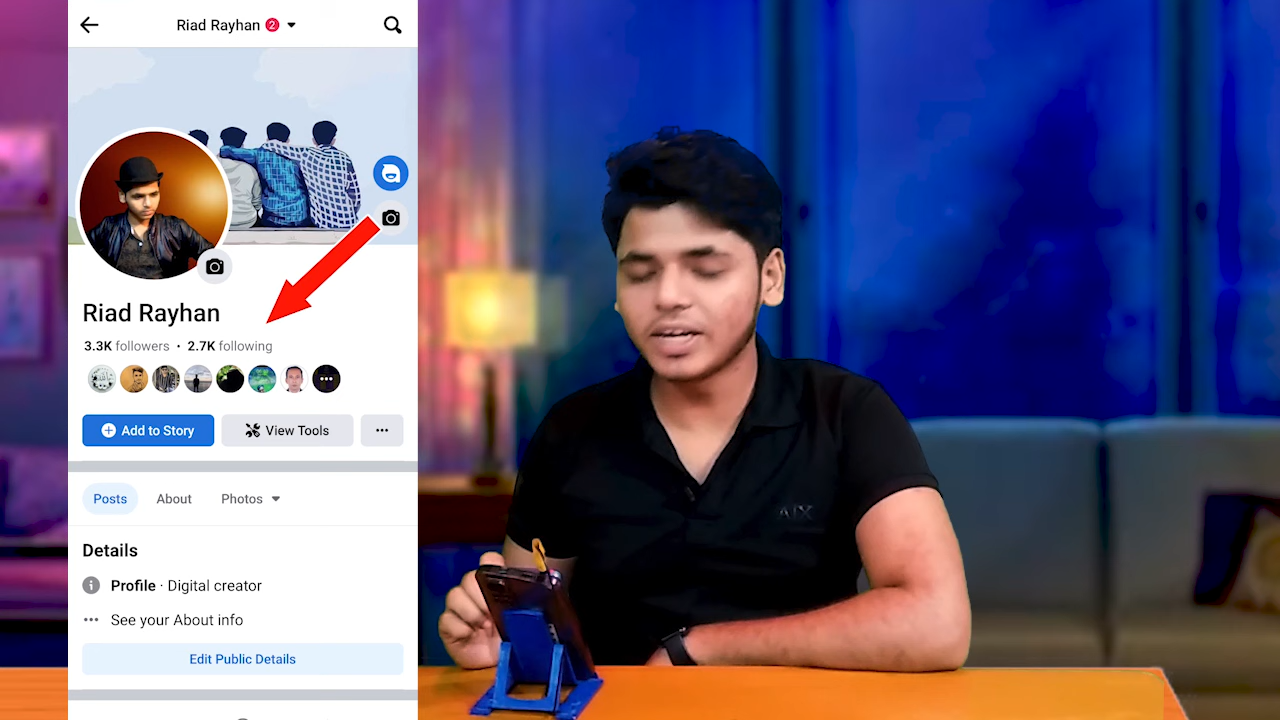 Riad Rayhan 2
Riad Rayhan
3.3K followers • 2.7K following
Add to Story
View Tools
Posts
About
Photos
Details
Profile · Digital creator
See your About info
Edit Public Details
AIX